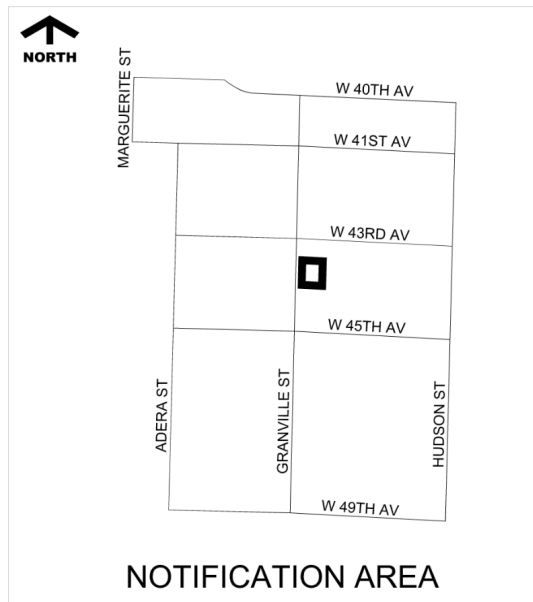 NORTH
MARGUERITE ST
W 40TH AV
W 41ST AV
W 43RD AV
W 45TH AV
ADERA ST
GRANVILLE ST
HUDSON ST
W 49TH AV
NOTIFICATION AREA